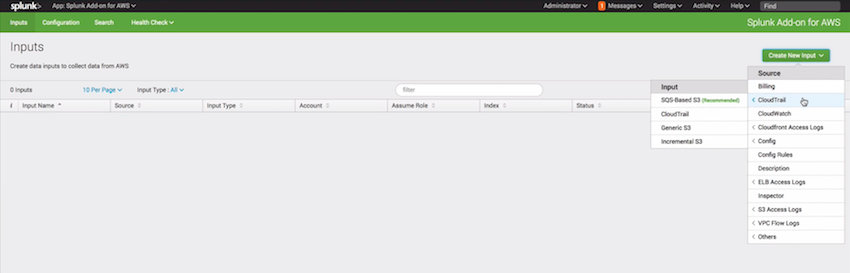 splunk> App: Splunk Add-on for AWS Administrator Messages Settings Activity Help Find
Inputs Configuration Search Health Check Splunk Add-on for AWS
Inputs
Create data inputs to collect data from AWS
Create New Input
0 Inputs 10 Per Page Input Type : All filter
i Input Name Source Input Type Account Assume Role Index Status
Input
SQS-Based S3 (Recommended)
CloudTrail
Generic S3
Incremental S3
Source
Billing
CloudTrail
CloudWatch
Cloudfront Access Logs
Config
Config Rules
Description
ELB Access Logs
Inspector
S3 Access Logs
VPC Flow Logs
Others